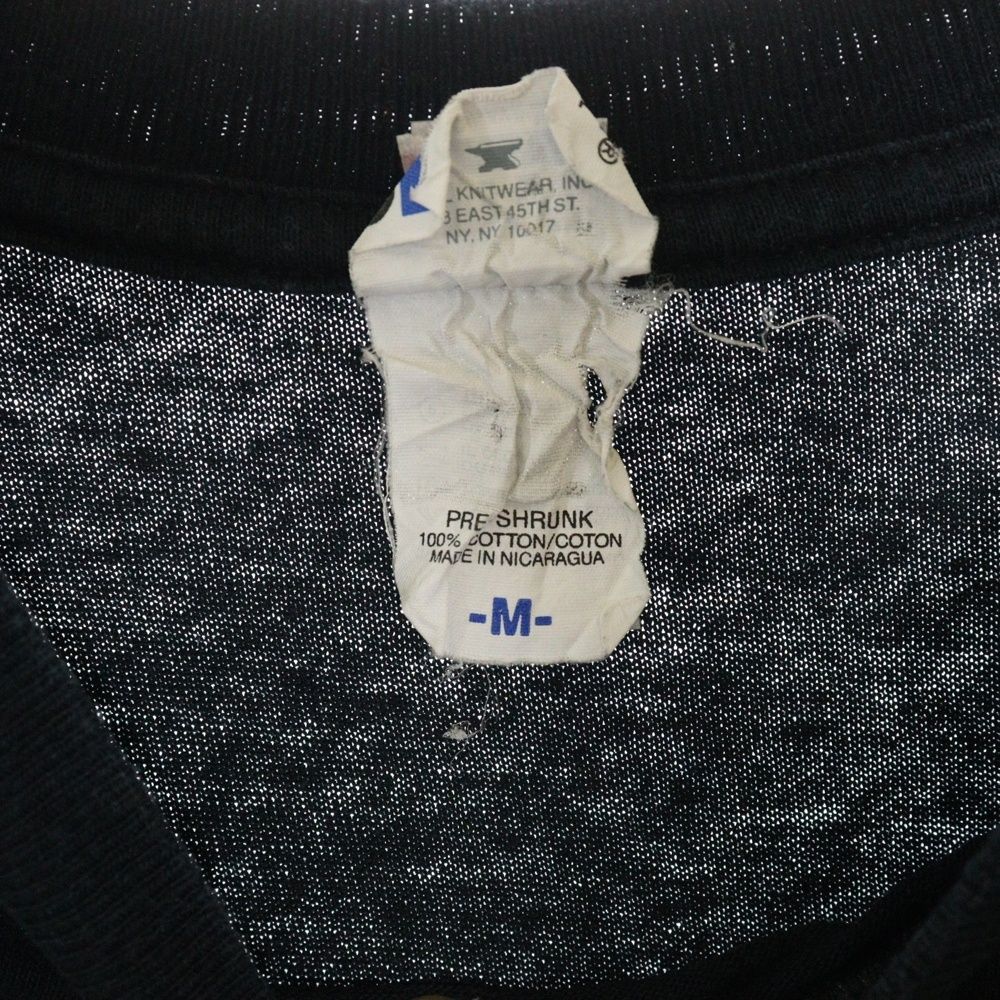 ®
KNITWEAR, INC
EAST 45TH ST.
NY, NY 10017
PRE SHRUNK
100% COTTON/COTON
MADE IN NICARAGUA
-M-